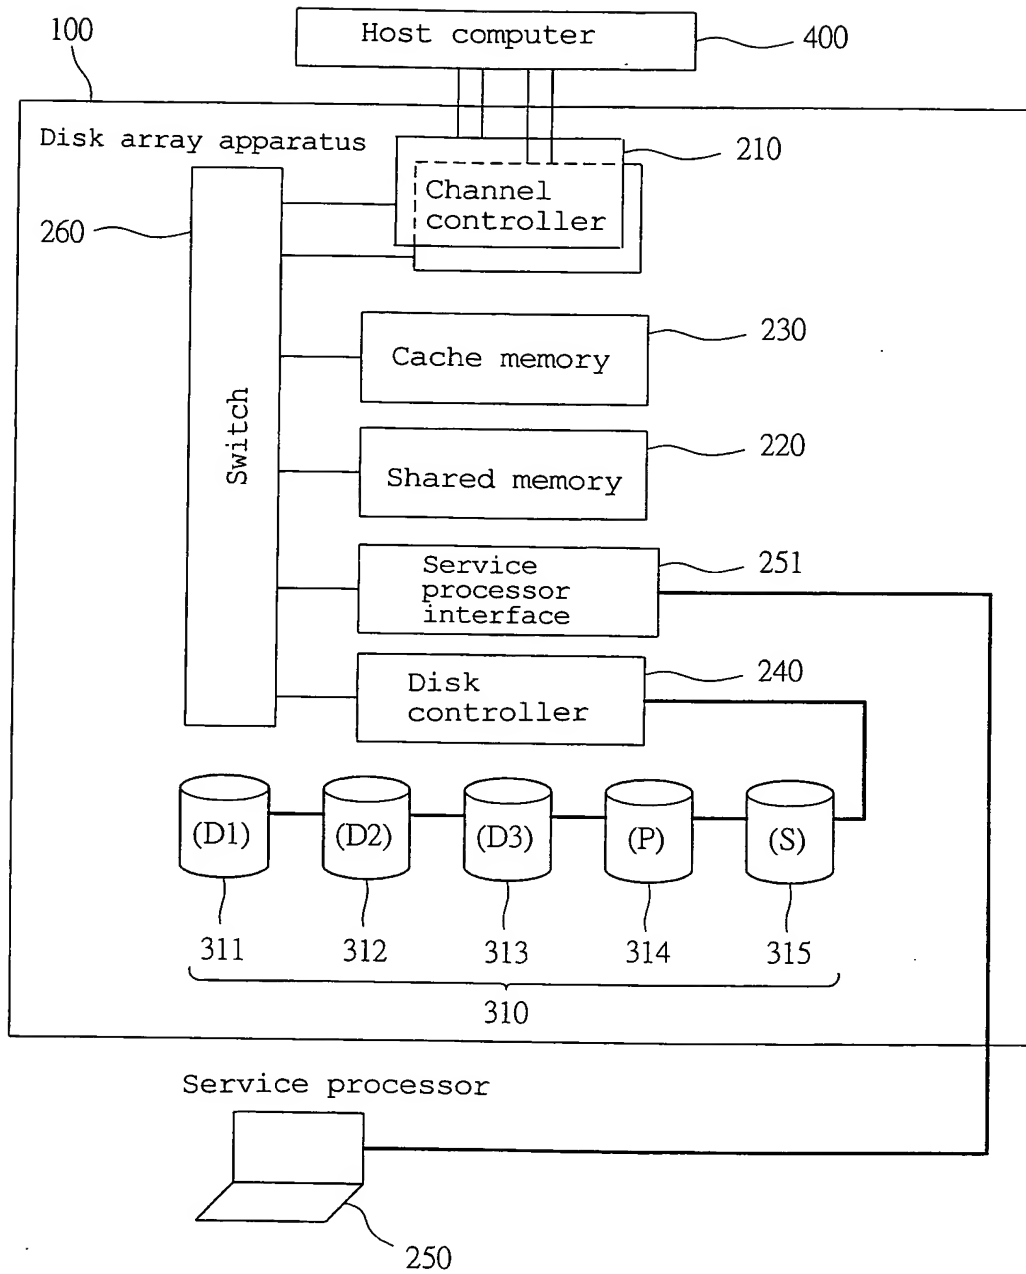 100
Host computer
400
Disk array apparatus
210
Channel
controller
260
230
Cache memory
Switch
220
Shared memory
Service
processor
interface
251
240
Disk
controller
(D1)
(D2)
(D3)
(P)
(S)
311
312
313
314
315
310
Service processor
250